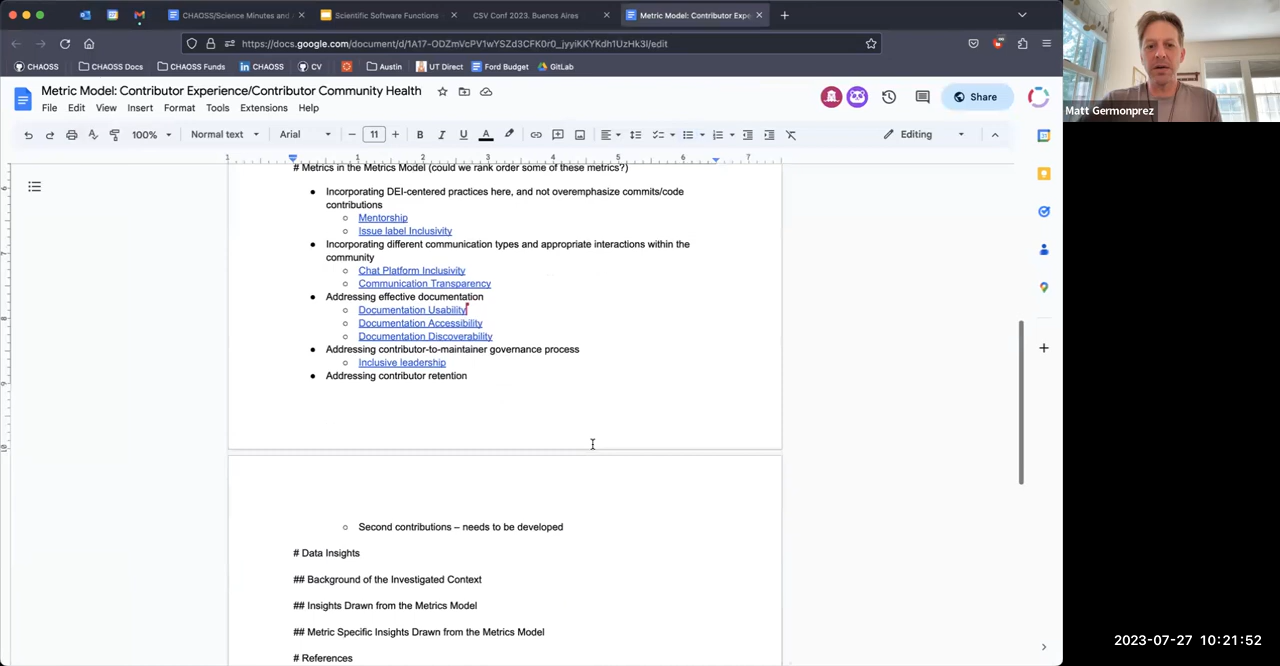 CHAOSS/Science Minutes and
Scientific Software Functions
CSV Conf 2023. Buenos Aires
Metric Model: Contributor Expe
https://docs.google.com/document/d/1A17-ODZmVcPV1wYSZd3CFK0r0_jyyiKKYKdh1UzHk3I/edit
CHAOSS
CHAOSS Docs
CHAOSS Funds
CHAOSS
CV
Austin
UT Direct
Ford Budget
GitLab
Metric Model: Contributor Experience/Contributor Community Health
File Edit View Insert Format Tools Extensions Help
Share
100% Normal text Arial 11 Editing
1 1 2 3 4 5 6 7
# Metrics in the Metrics Model (could we rank order some of these metrics?)
● Incorporating DEI-centered practices here, and not overemphasize commits/code
contributions
○ Mentorship
○ Issue label Inclusivity
● Incorporating different communication types and appropriate interactions within the
community
○ Chat Platform Inclusivity
○ Communication Transparency
● Addressing effective documentation
○ Documentation Usability
○ Documentation Accessibility
○ Documentation Discoverability
● Addressing contributor-to-maintainer governance process
○ Inclusive leadership
● Addressing contributor retention
○ Second contributions – needs to be developed
# Data Insights
## Background of the Investigated Context
## Insights Drawn from the Metrics Model
## Metric Specific Insights Drawn from the Metrics Model
# References
Matt Germonprez
2023-07-27 10:21:52